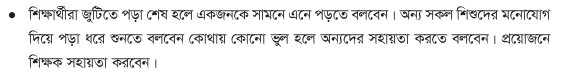 • শিক্ষার্থীরা জুটিতে পড়া শেষ হলে একজনকে সামনে এনে পড়তে বলবেন। অন্য সকল শিশুদের মনোযোগ
দিয়ে পড়া ধরে শুনতে বলবেন কোথায় কোনো ভুল হলে অন্যদের সহায়তা করতে বলবেন। প্রয়োজনে
শিক্ষক সহায়তা করবেন।